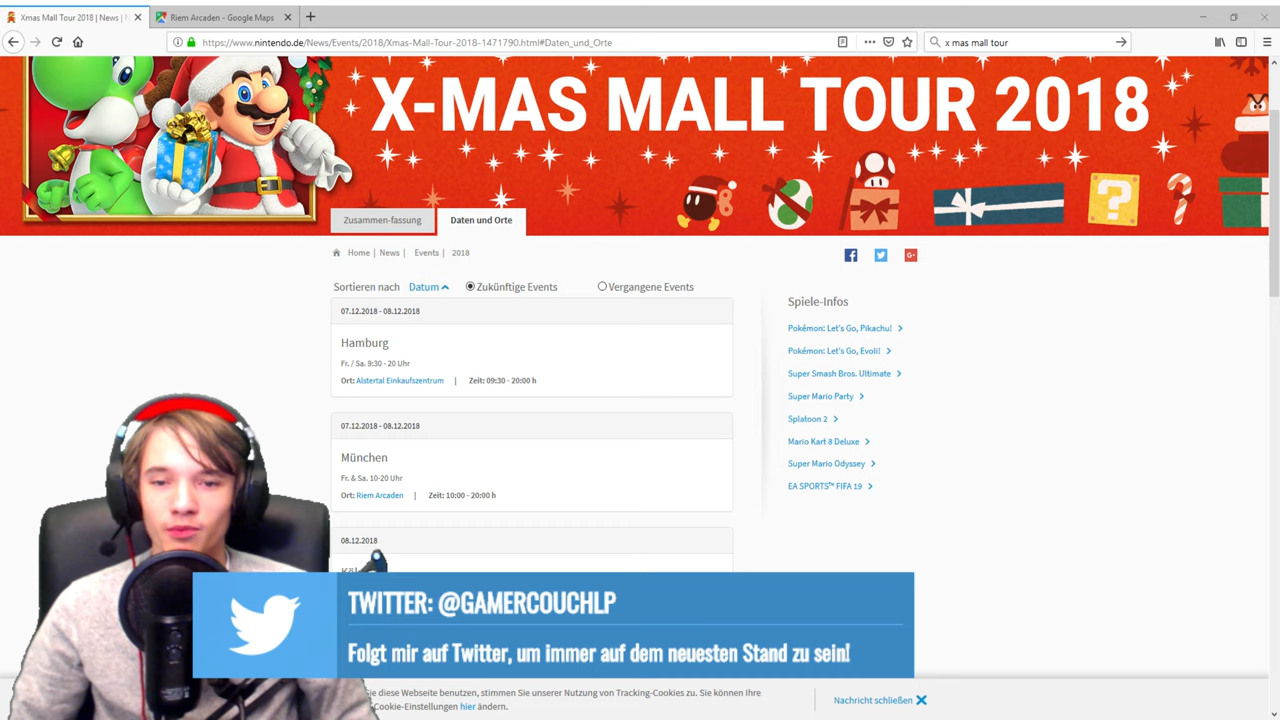 Xmas Mall Tour 2018 | News |
Riem Arcaden - Google Maps
https://www.nintendo.de/News/Events/2018/Xmas-Mall-Tour-2018-1471790.html#Daten_und_Orte
x mas mall tour
X-MAS MALL TOUR 2018
Zusammen-fassung
Daten und Orte
Home | News | Events | 2018
Sortieren nach Datum Zukünftige Events Vergangene Events
07.12.2018 - 08.12.2018
Hamburg
Fr. / Sa. 9:30 - 20 Uhr
Ort: Alstertal Einkaufszentrum | Zeit: 09:30 - 20:00 h
07.12.2018 - 08.12.2018
München
Fr. & Sa. 10-20 Uhr
Ort: Riem Arcaden | Zeit: 10:00 - 20:00 h
08.12.2018
Spiele-Infos
Pokémon: Let's Go, Pikachu!
Pokémon: Let's Go, Evoli!
Super Smash Bros. Ultimate
Super Mario Party
Splatoon 2
Mario Kart 8 Deluxe
Super Mario Odyssey
EA SPORTS™ FIFA 19
TWITTER: @GAMERCOUCHLP
Folgt mir auf Twitter, um immer auf dem neuesten Stand zu sein!
diese Webseite benutzen, stimmen Sie unserer Nutzung von Tracking-Cookies zu. Sie können Ihre
Cookie-Einstellungen hier ändern.
Nachricht schließen